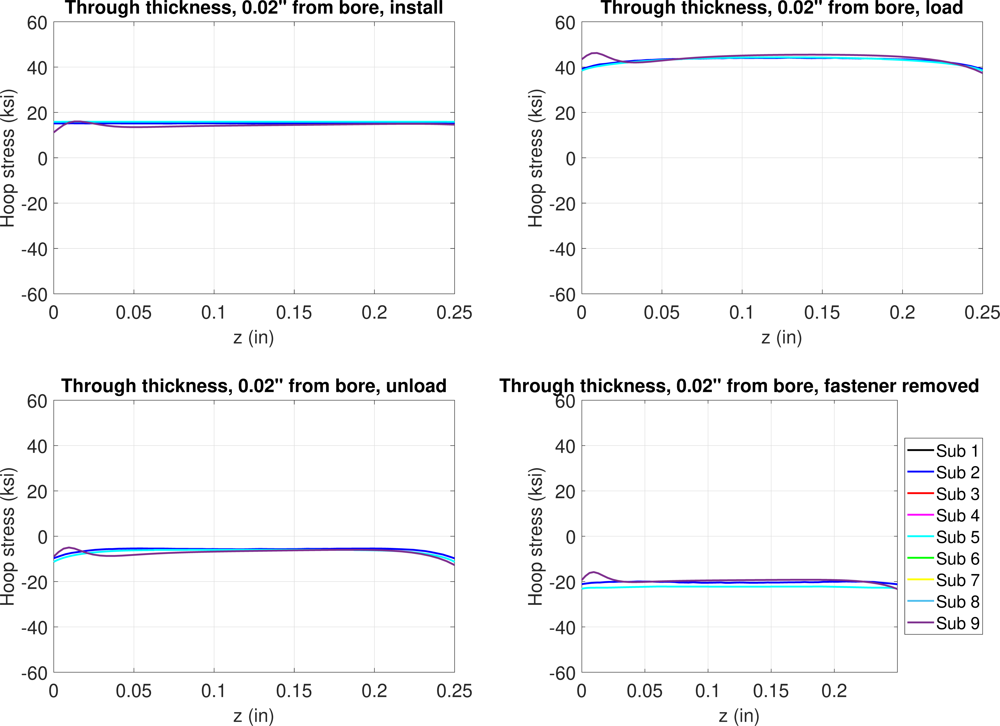 Through thickness, 0.02" from bore, install
60
40
20
0
-20
-40
-60
Hoop stress (ksi)
0 0.05 0.1 0.15 0.2 0.25
z (in)
Through thickness, 0.02" from bore, load
60
40
20
0
-20
-40
-60
Hoop stress (ksi)
0 0.05 0.1 0.15 0.2 0.25
z (in)
Through thickness, 0.02" from bore, unload
60
40
20
0
-20
-40
-60
Hoop stress (ksi)
0 0.05 0.1 0.15 0.2 0.25
z (in)
Through thickness, 0.02" from bore, fastener removed
60
40
20
0
-20
-40
-60
Hoop stress (ksi)
0 0.05 0.1 0.15 0.2
z (in)
Sub 1
Sub 2
Sub 3
Sub 4
Sub 5
Sub 6
Sub 7
Sub 8
Sub 9